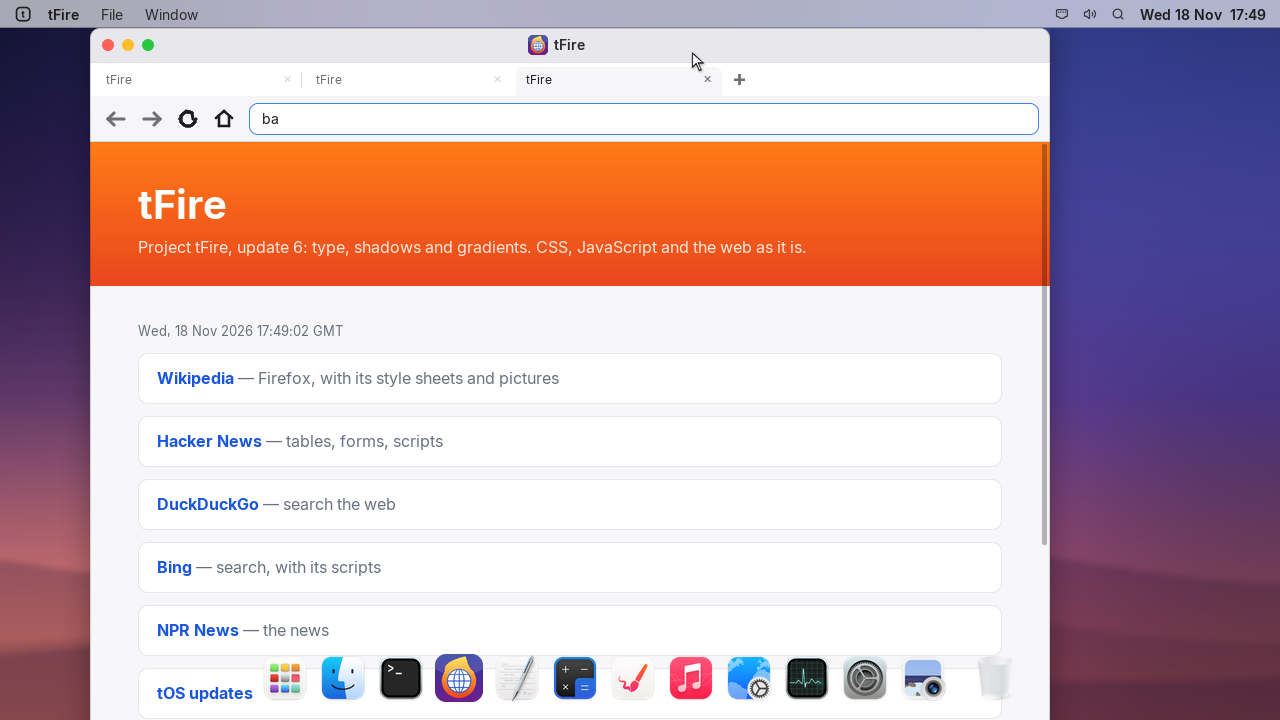 tFire File Window Wed 18 Nov 17:49
tFire
tFire tFire tFire
ba
tFire
Project tFire, update 6: type, shadows and gradients. CSS, JavaScript and the web as it is.
Wed, 18 Nov 2026 17:49:02 GMT
Wikipedia — Firefox, with its style sheets and pictures
Hacker News — tables, forms, scripts
DuckDuckGo — search the web
Bing — search, with its scripts
NPR News — the news
tOS updates